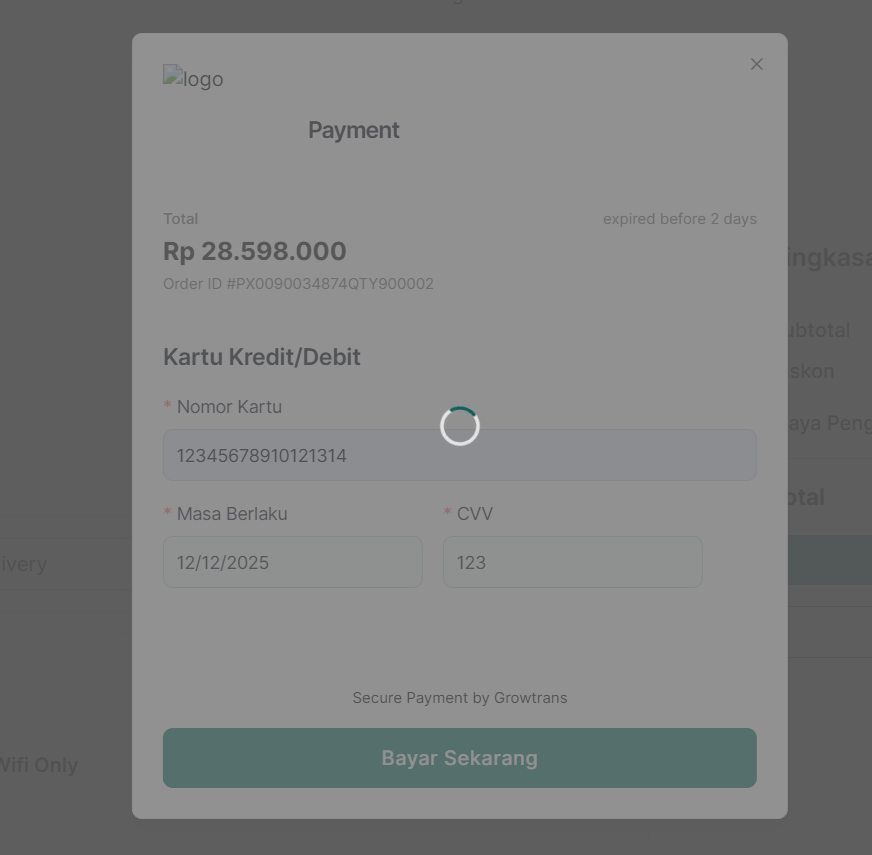 logo
Payment
Total
expired before 2 days
Rp 28.598.000
Order ID #PX0090034874QTY900002
ingkasa
ubtotal
Kartu Kredit/Debit
skon
* Nomor Kartu
aya Peng
12345678910121314
otal
* Masa Berlaku
* CVV
12/12/2025
123
ivery
Secure Payment by Growtrans
Bayar Sekarang
Wifi Only